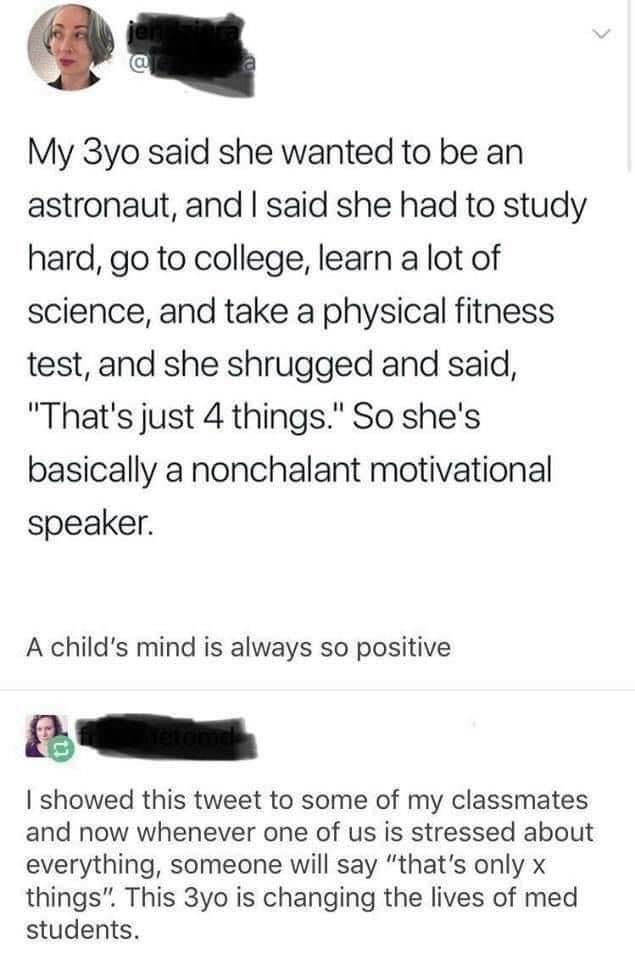 My 3yo said she wanted to be an
astronaut, and I said she had to study
hard, go to college, learn a lot of
science, and take a physical fitness
test, and she shrugged and said,
"That's just 4 things." So she's
basically a nonchalant motivational
speaker.
A child's mind is always so positive
I showed this tweet to some of my classmates
and now whenever one of us is stressed about
everything, someone will say "that's only x
things". This 3yo is changing the lives of med
students.